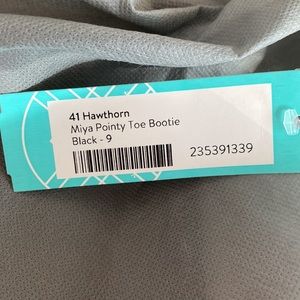 41 Hawthorn
Miya Pointy Toe Bootie
Black - 9
235391339